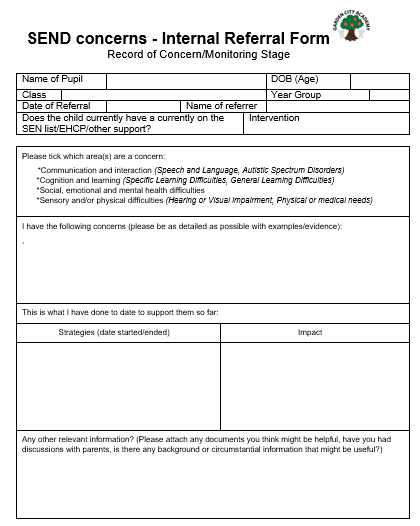 GARDEN CITY ACADEMY
SEND concerns - Internal Referral Form
Record of Concern/Monitoring Stage
Name of Pupil DOB (Age)
Class Year Group
Date of Referral Name of referrer
Does the child currently have a currently on the Intervention
SEN list/EHCP/other support?
Please tick which area(s) are a concern:
*Communication and interaction (Speech and Language, Autistic Spectrum Disorders)
*Cognition and learning (Specific Learning Difficulties, General Learning Difficulties)
*Social, emotional and mental health difficulties
*Sensory and/or physical difficulties (Hearing or Visual Impairment, Physical or medical needs)
I have the following concerns (please be as detailed as possible with examples/evidence):
.
This is what I have done to date to support them so far:
Strategies (date started/ended) Impact
Any other relevant information? (Please attach any documents you think might be helpful, have you had
discussions with parents, is there any background or circumstantial information that might be useful?)